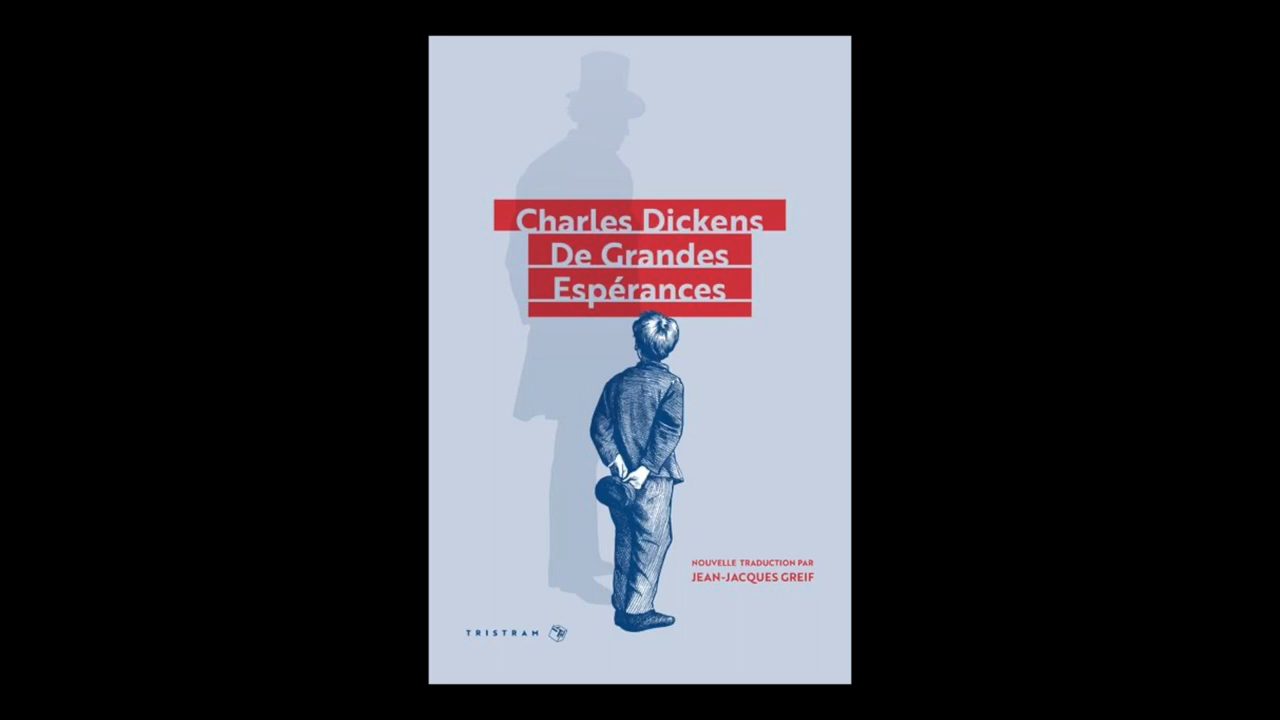 Charles Dickens
De Grandes
Espérances
NOUVELLE TRADUCTION PAR
JEAN-JACQUES GREIF
TRISTRAM